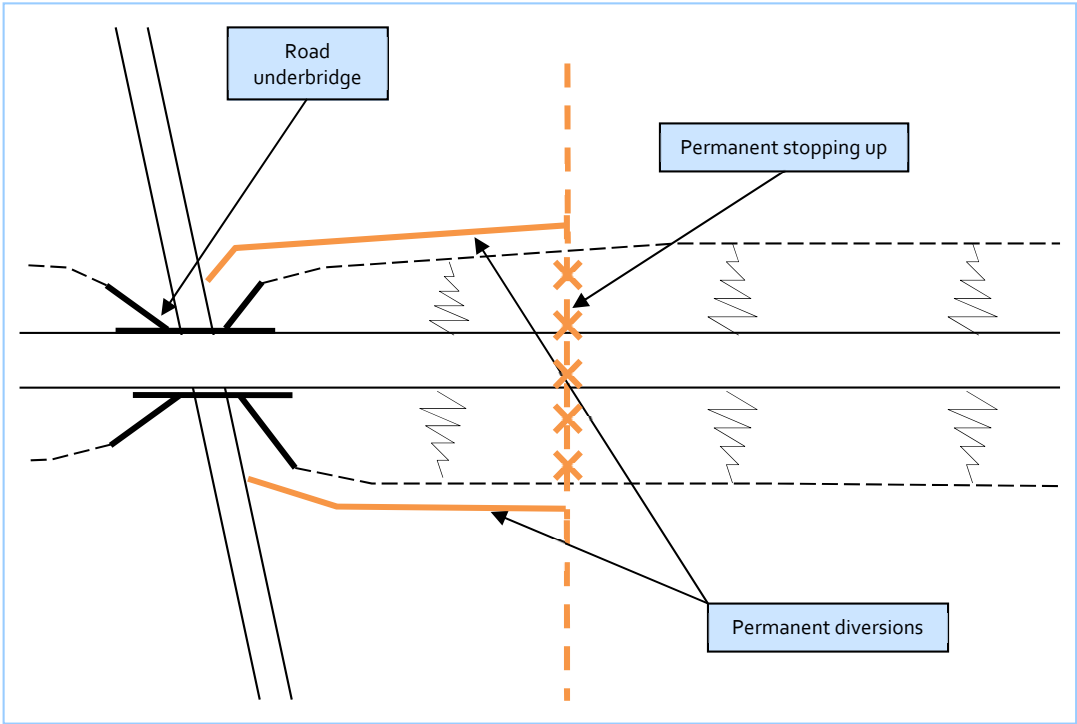 Road
underbridge
Permanent stopping up
Permanent diversions